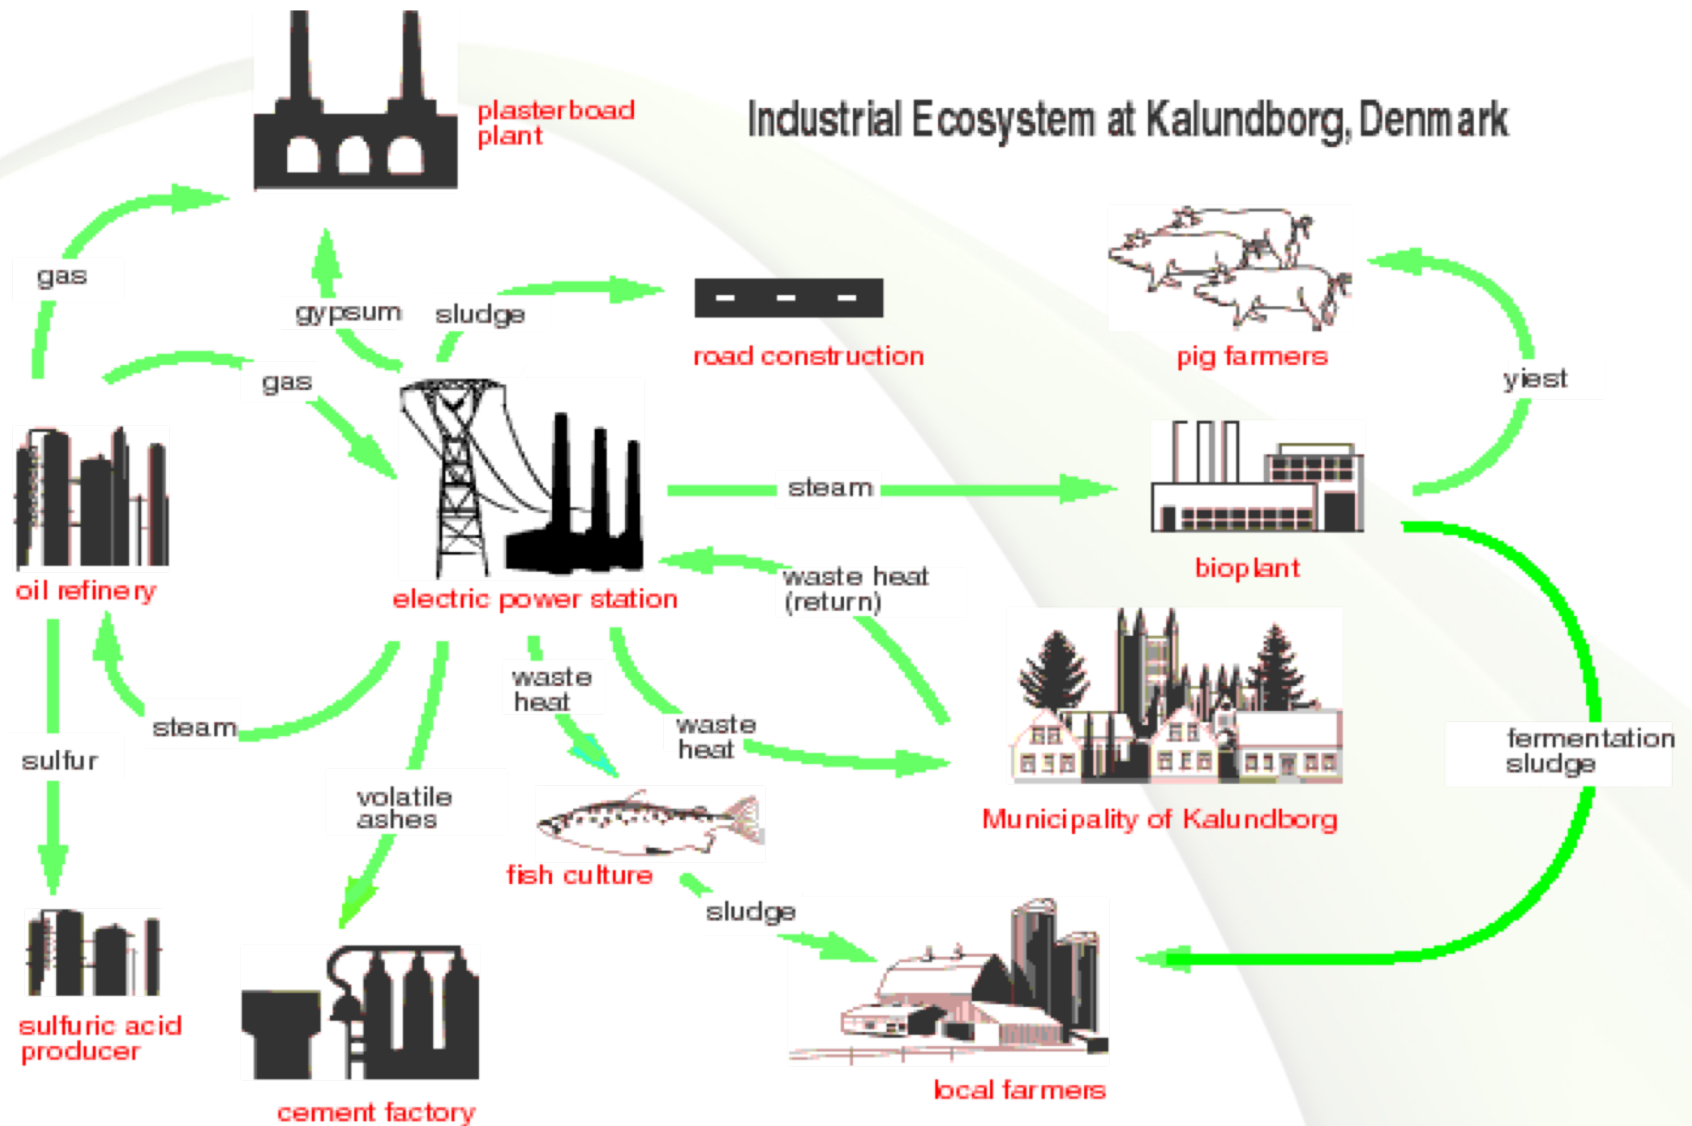 plasterboad
plant
Industrial Ecosystem at Kalundborg, Denmark
gas
gypsum
sludge
road construction
pig farmers
gas
yiest
steam
oil refinery
electric power station
waste heat
(return)
bioplant
waste
heat
steam
waste
heat
sulfur
fermentation
sludge
volatile
ashes
Municipality of Kalundborg
fish culture
sludge
sulfuric acid
producer
local farmers
cement factory